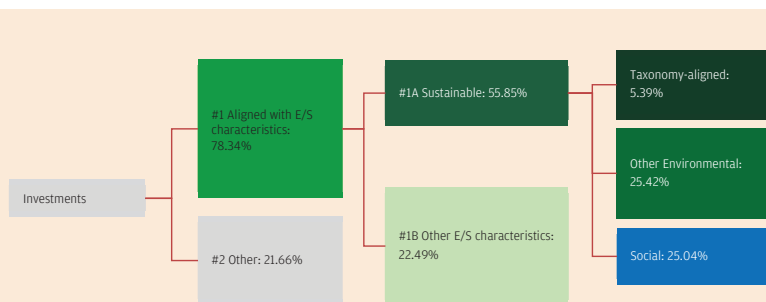 Investments
#1 Aligned with E/S
characteristics:
78.34%
#2 Other: 21.66%
#1A Sustainable: 55.85%
#1B Other E/S characteristics:
22.49%
Taxonomy-aligned:
5.39%
Other Environmental:
25.42%
Social: 25.04%